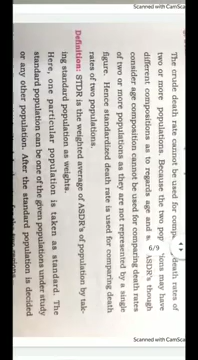 Scanned with CamSca
The crude death rate cannot be used for comp. death rates of
two or more populations. Because the two pop 'ions may have
different compositions as to regards age and s ASDR's though
consider age composition cannot be used for comparing death rates
of two or more populations as they are not represented by a single
figure. Hence standardized death rate is used for comparing death
rates of two populations.
Definition: STDR is the weighted average of ASDR's of population by tak-
ing standard population as weights.
Here, one particular population is taken as standard. The
standard population can be one of the given populations under study
or any other population. After the standard population is decided
Scanned with CamSca